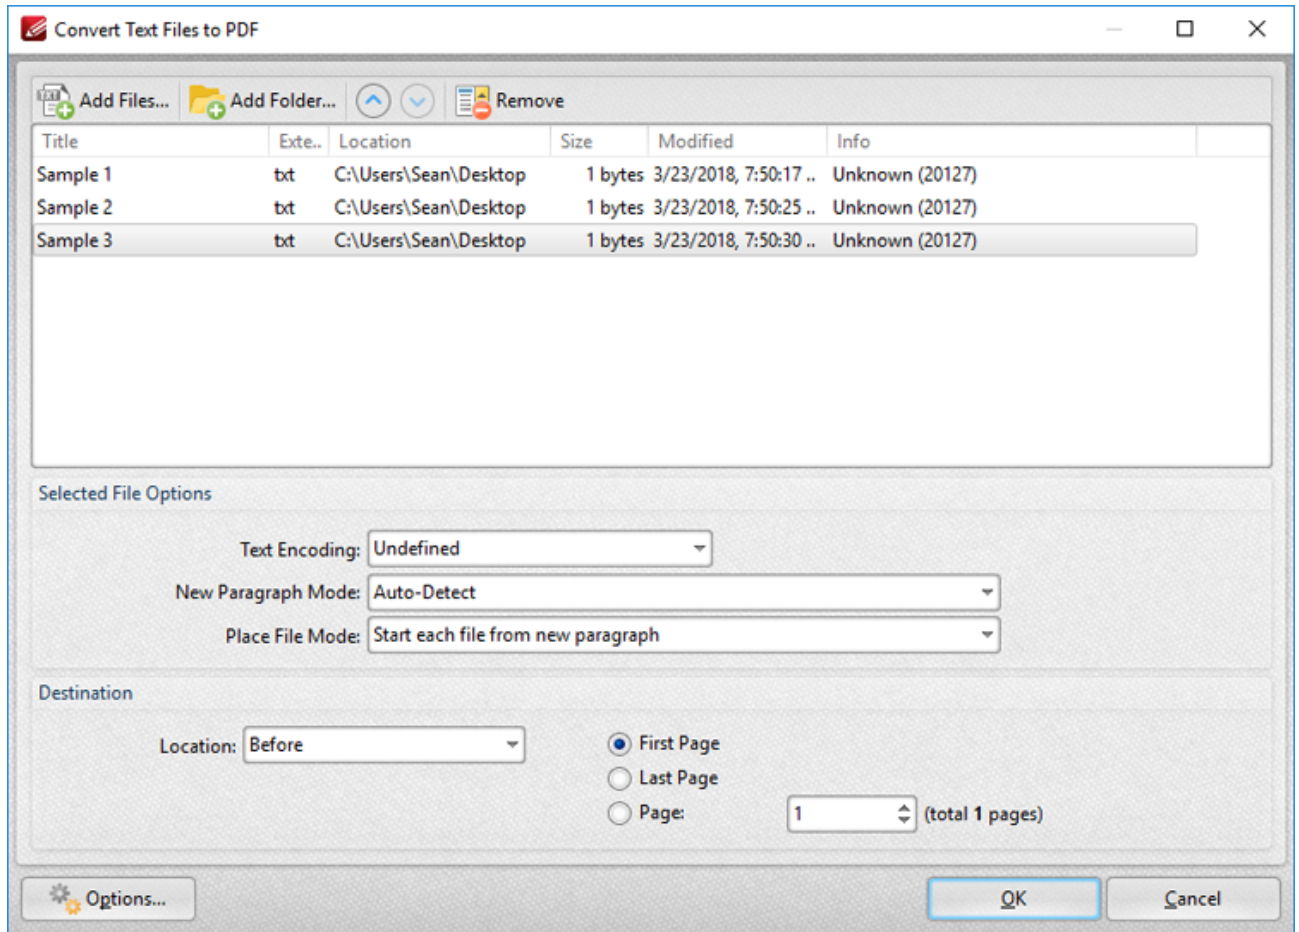 Convert Text Files to PDF
Add Files... Add Folder... Remove
Title Exte.. Location Size Modified Info
Sample 1 txt C:\Users\Sean\Desktop 1 bytes 3/23/2018, 7:50:17 .. Unknown (20127)
Sample 2 txt C:\Users\Sean\Desktop 1 bytes 3/23/2018, 7:50:25 .. Unknown (20127)
Sample 3 txt C:\Users\Sean\Desktop 1 bytes 3/23/2018, 7:50:30 .. Unknown (20127)
Selected File Options
Text Encoding: Undefined
New Paragraph Mode: Auto-Detect
Place File Mode: Start each file from new paragraph
Destination
Location: Before First Page
Last Page
Page: 1 (total 1 pages)
Options... OK Cancel